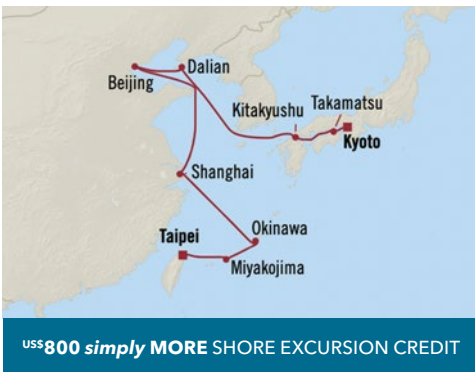 Dalian
Beijing
Kitakyushu
Takamatsu
Kyoto
Shanghai
Okinawa
Taipei
Miyakojima
US$800 simply MORE SHORE EXCURSION CREDIT